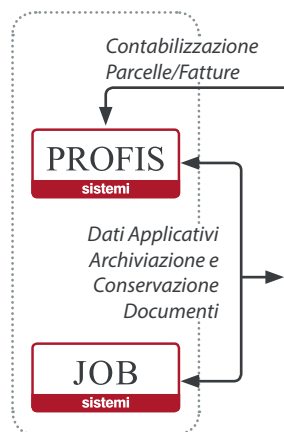 Contabilizzazione
Parcelle/Fatture
PROFIS
sistemi
Dati Applicativi
Archiviazione e
Conservazione
Documenti
JOB
sistemi